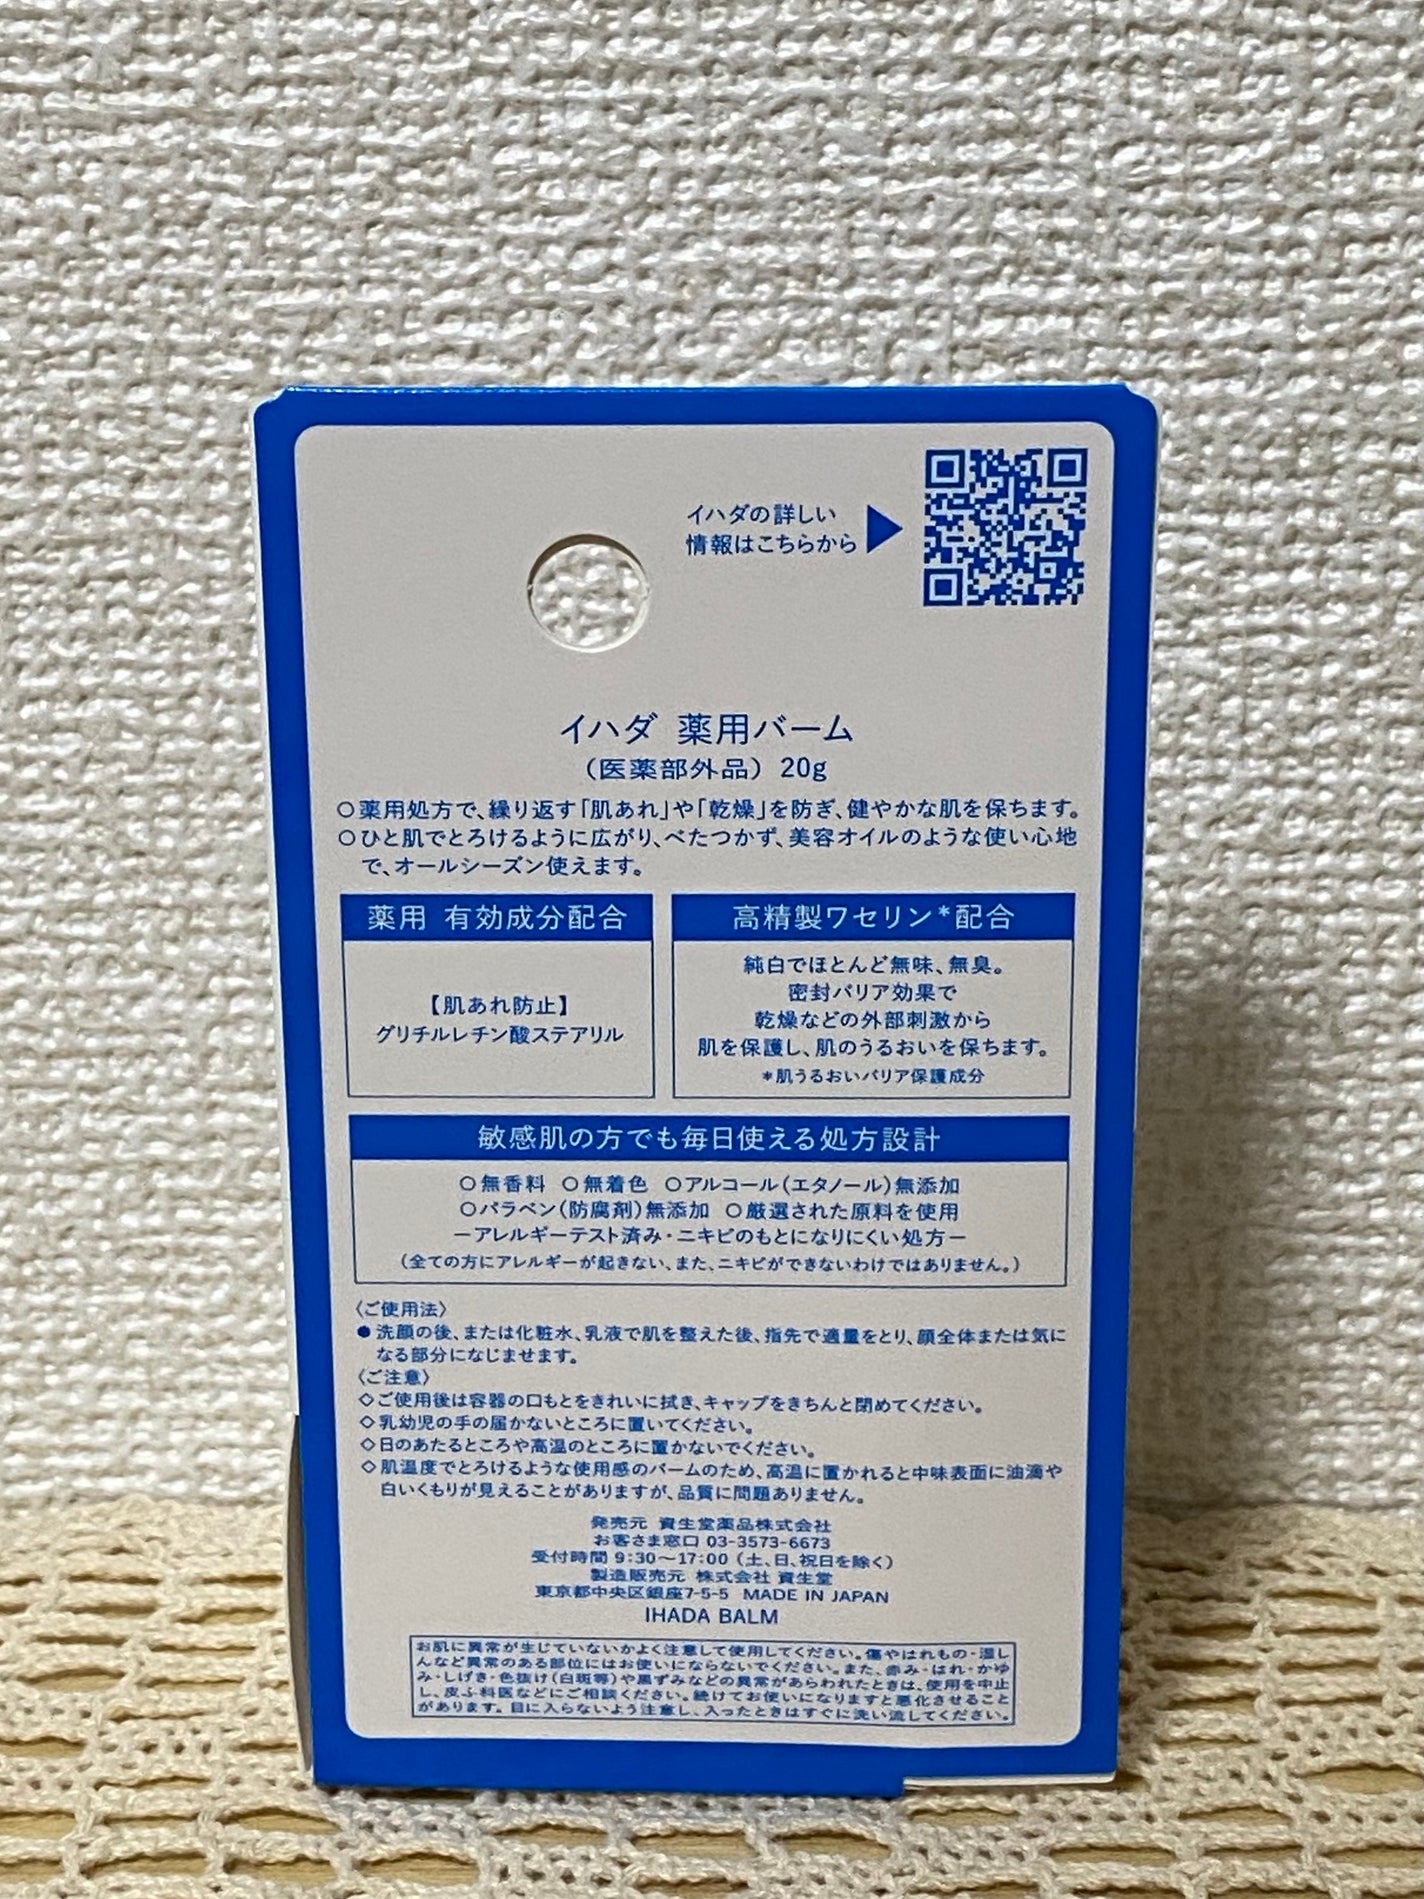 イハダの詳しい
情報はこちらから
イハダ 薬用バーム
（医薬部外品） 20g
○薬用処方で、繰り返す「肌あれ」や「乾燥」を防ぎ、健やかな肌を保ちます。
○ひと肌でとろけるように広がり、べたつかず、美容オイルのような使い心地
で、オールシーズン使えます。
薬用 有効成分配合
【肌あれ防止】
グリチルレチン酸ステアリル
高精製ワセリン*配合
純白でほとんど無味、無臭。
密封バリア効果で
乾燥などの外部刺激から
肌を保護し、肌のうるおいを保ちます。
*肌うるおいバリア保護成分
敏感肌の方でも毎日使える処方設計
○無香料 ○無着色 ○アルコール（エタノール）無添加
○パラベン（防腐剤）無添加 ○厳選された原料を使用
－アレルギーテスト済み・ニキビのもとになりにくい処方－
（全ての方にアレルギーが起きない、また、ニキビができないわけではありません。）
〈ご使用法〉
●洗顔の後、または化粧水、乳液で肌を整えた後、指先で適量をとり、顔全体または気に
なる部分になじませます。
〈ご注意〉
◇ご使用後は容器の口もとをきれいに拭き、キャップをきちんと閉めてください。
◇乳幼児の手の届かないところに置いてください。
◇日のあたるところや高温のところに置かないでください。
◇肌温度でとろけるような使用感のバームのため、高温に置かれると中味表面に油滴や
白いくもりが見えることがありますが、品質に問題ありません。
発売元 資生堂薬品株式会社
お客さま窓口 03-3573-6673
受付時間 9:30～17:00（土、日、祝日を除く）
製造販売元 株式会社 資生堂
東京都中央区銀座7-5-5 MADE IN JAPAN
IHADA BALM
お肌に異常が生じていないかよく注意して使用してください。傷やはれもの・湿し
んなど異常のある部位にはお使いにならないでください。また、赤み・はれ・かゆ
み・しげき・色抜け（白斑等）や黒ずみなどの異常があらわれたときは、使用を中止
し、皮ふ科医などにご相談ください。続けてお使いになりますと悪化させること
があります。目に入らないよう注意し、入ったときはすぐに洗い流してください。